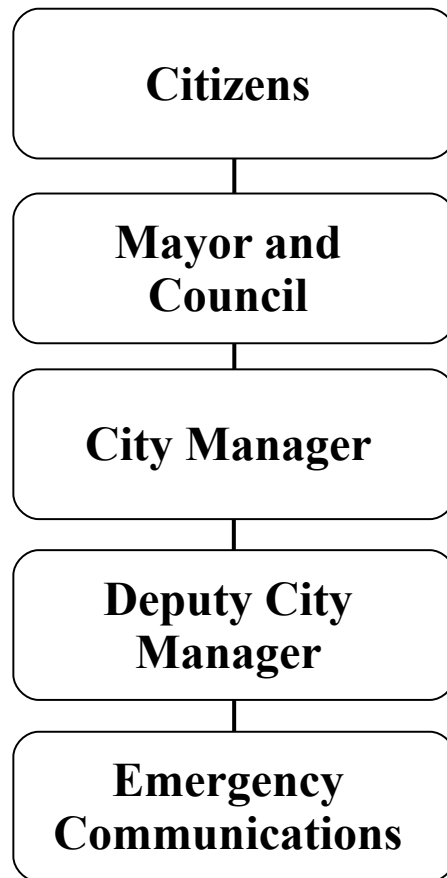 Citizens
Mayor and
Council
City Manager
Deputy City
Manager
Emergency
Communications